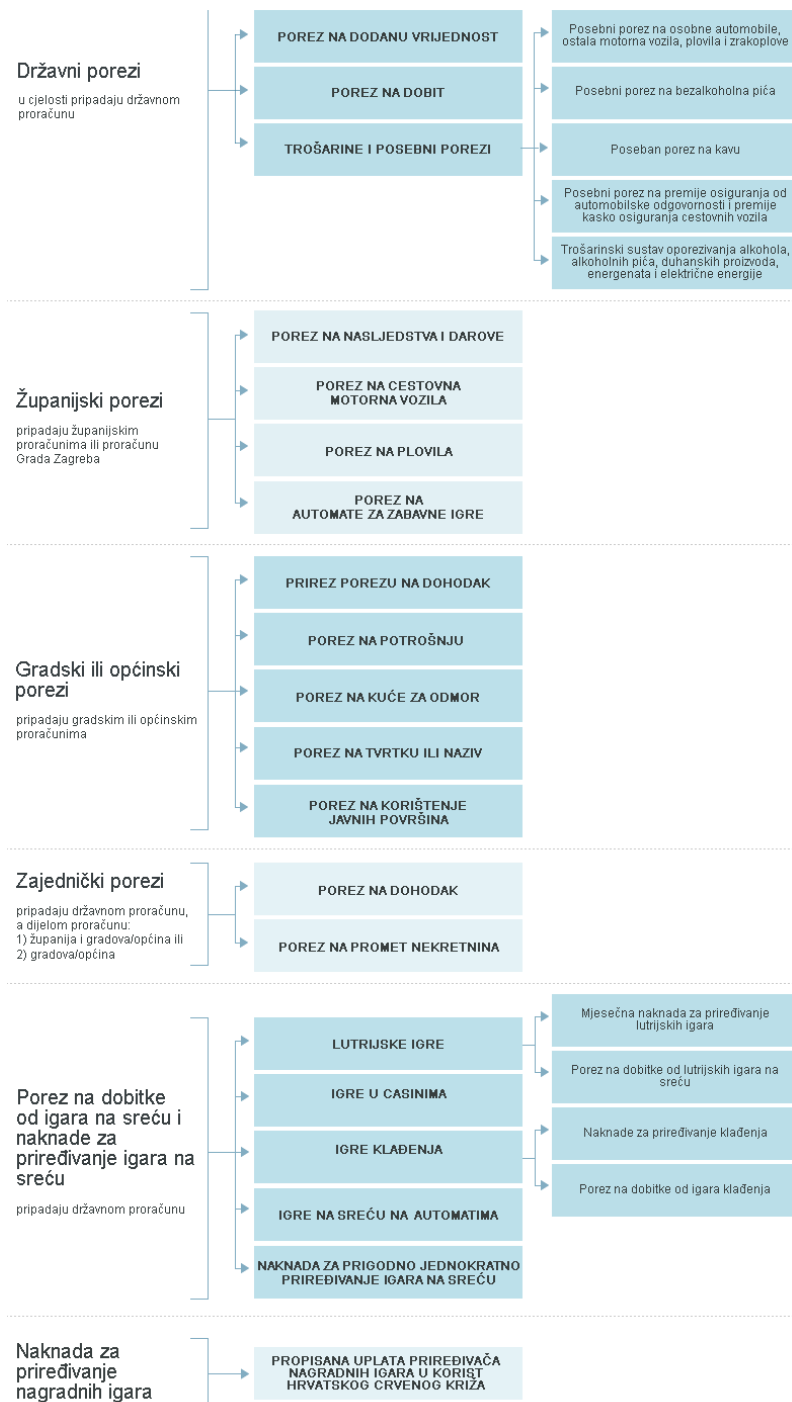 Državni porezi
u cjelosti pripadaju državnom
proračunu
POREZ NA DODANU VRIJEDNOST
POREZ NA DOBIT
TROŠARINE I POSEBNI POREZI
Posebni porez na osobne automobile,
ostala motorna vozila, plovila i zrakoplove
Posebni porez na bezalkoholna pića
Poseban porez na kavu
Posebni porez na premije osiguranja od
automobilske odgovornosti i premije
kasko osiguranja cestovnih vozila
Trošarinski sustav oporezivanja alkohola,
alkoholnih pića, duhanskih proizvoda,
energenata i električne energije
Županijski porezi
pripadaju županijskim
proračunima ili proračunu
Grada Zagreba
POREZ NA NASLJEDSTVA I DAROVE
POREZ NA CESTOVNA
MOTORNA VOZILA
POREZ NA PLOVILA
POREZ NA
AUTOMATE ZA ZABAVNE IGRE
Gradski ili općinski
porezi
pripadaju gradskim ili općinskim
proračunima
PRIREZ POREZU NA DOHODAK
POREZ NA POTROŠNJU
POREZ NA KUĆE ZA ODMOR
POREZ NA TVRTKU ILI NAZIV
POREZ NA KORIŠTENJE
JAVNIH POVRŠINA
Zajednički porezi
pripadaju državnom proračunu,
a dijelom proračunu:
1) županija i gradova/općina ili
2) gradova/općina
POREZ NA DOHODAK
POREZ NA PROMET NEKRETNINA
Porez na dobitke
od igara na sreću i
naknade za
priređivanje igara na
sreću
pripadaju državnom proračunu
LUTRIJSKE IGRE
IGRE U CASINIMA
IGRE KLAĐENJA
IGRE NA SREĆU NA AUTOMATIMA
NAKNADA ZA PRIGODNO JEDNOKRATNO
PRIREĐIVANJE IGARA NA SREĆU
Mjesečna naknada za priređivanje
lutrijskih igara
Porez na dobitke od lutrijskih igara na
sreću
Naknade za priređivanje klađenja
Porez na dobitke od igara klađenja
Naknada za
priređivanje
nagradnih igara
PROPISANA UPLATA PRIREĐIVAČA
NAGRADNIH IGARA U KORIST
HRVATSKOG CRVENOG KRIŽA